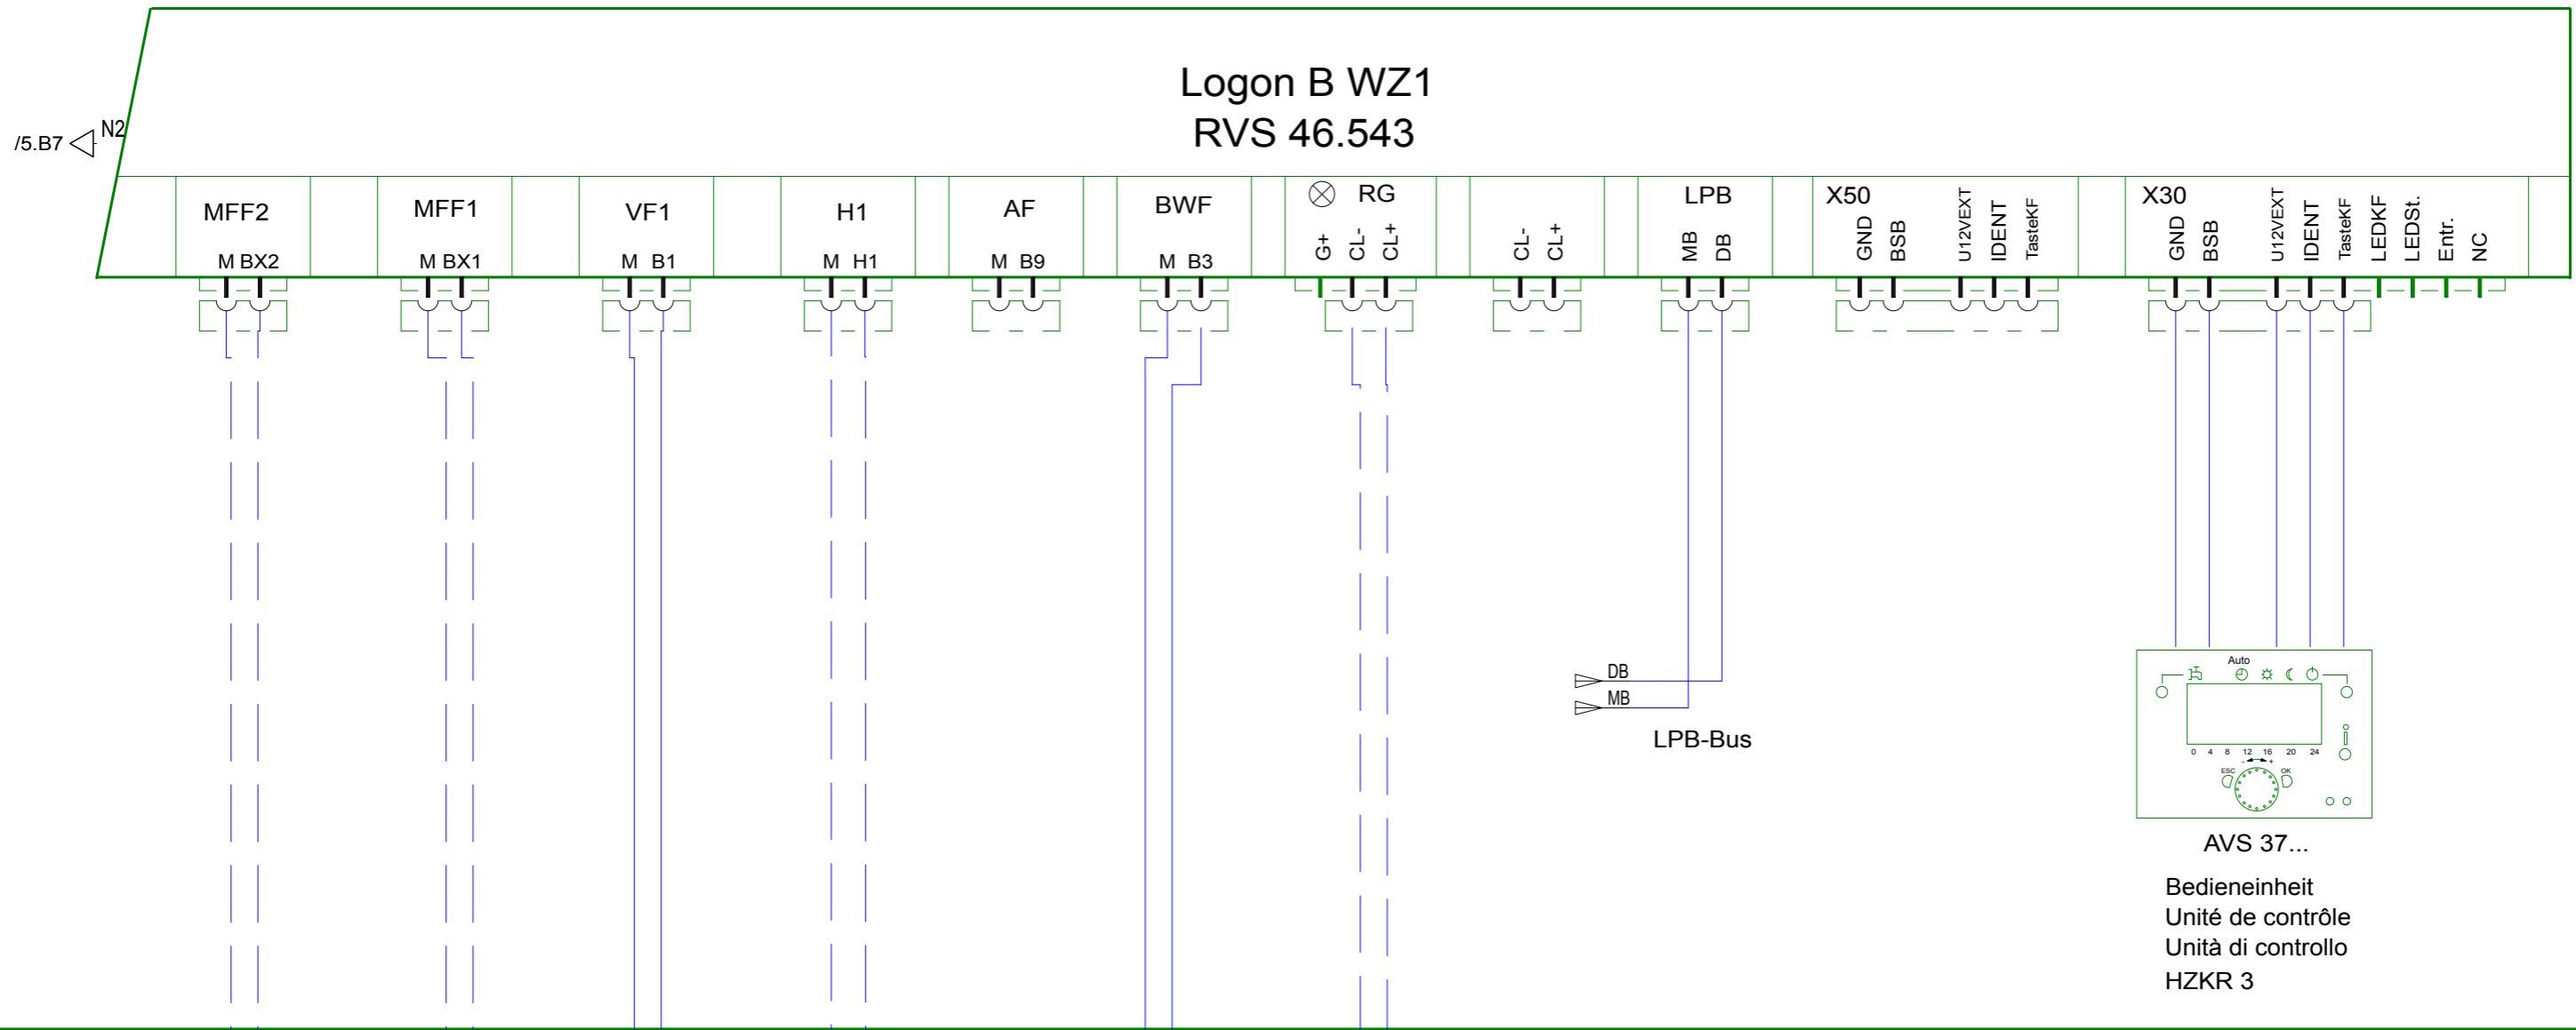 Logon B WZ1
RVS 46.543
/5.B7 N2
MFF2 MFF1 VF1 H1 AF BWF RG LPB X50 X30
M BX2 M BX1 M B1 M H1 M B9 M B3 G+ CL- CL+ CL- CL+ MB DB GND BSB U12VEXT IDENT TasteKF GND BSB U12VEXT IDENT TasteKF LEDKF LEDSt. Entr. NC
DB
MB
LPB-Bus
Auto
0 4 8 12 16 20 24
- +
ESC OK
AVS 37...
Bedieneinheit
Unité de contrôle
Unità di controllo
HZKR 3